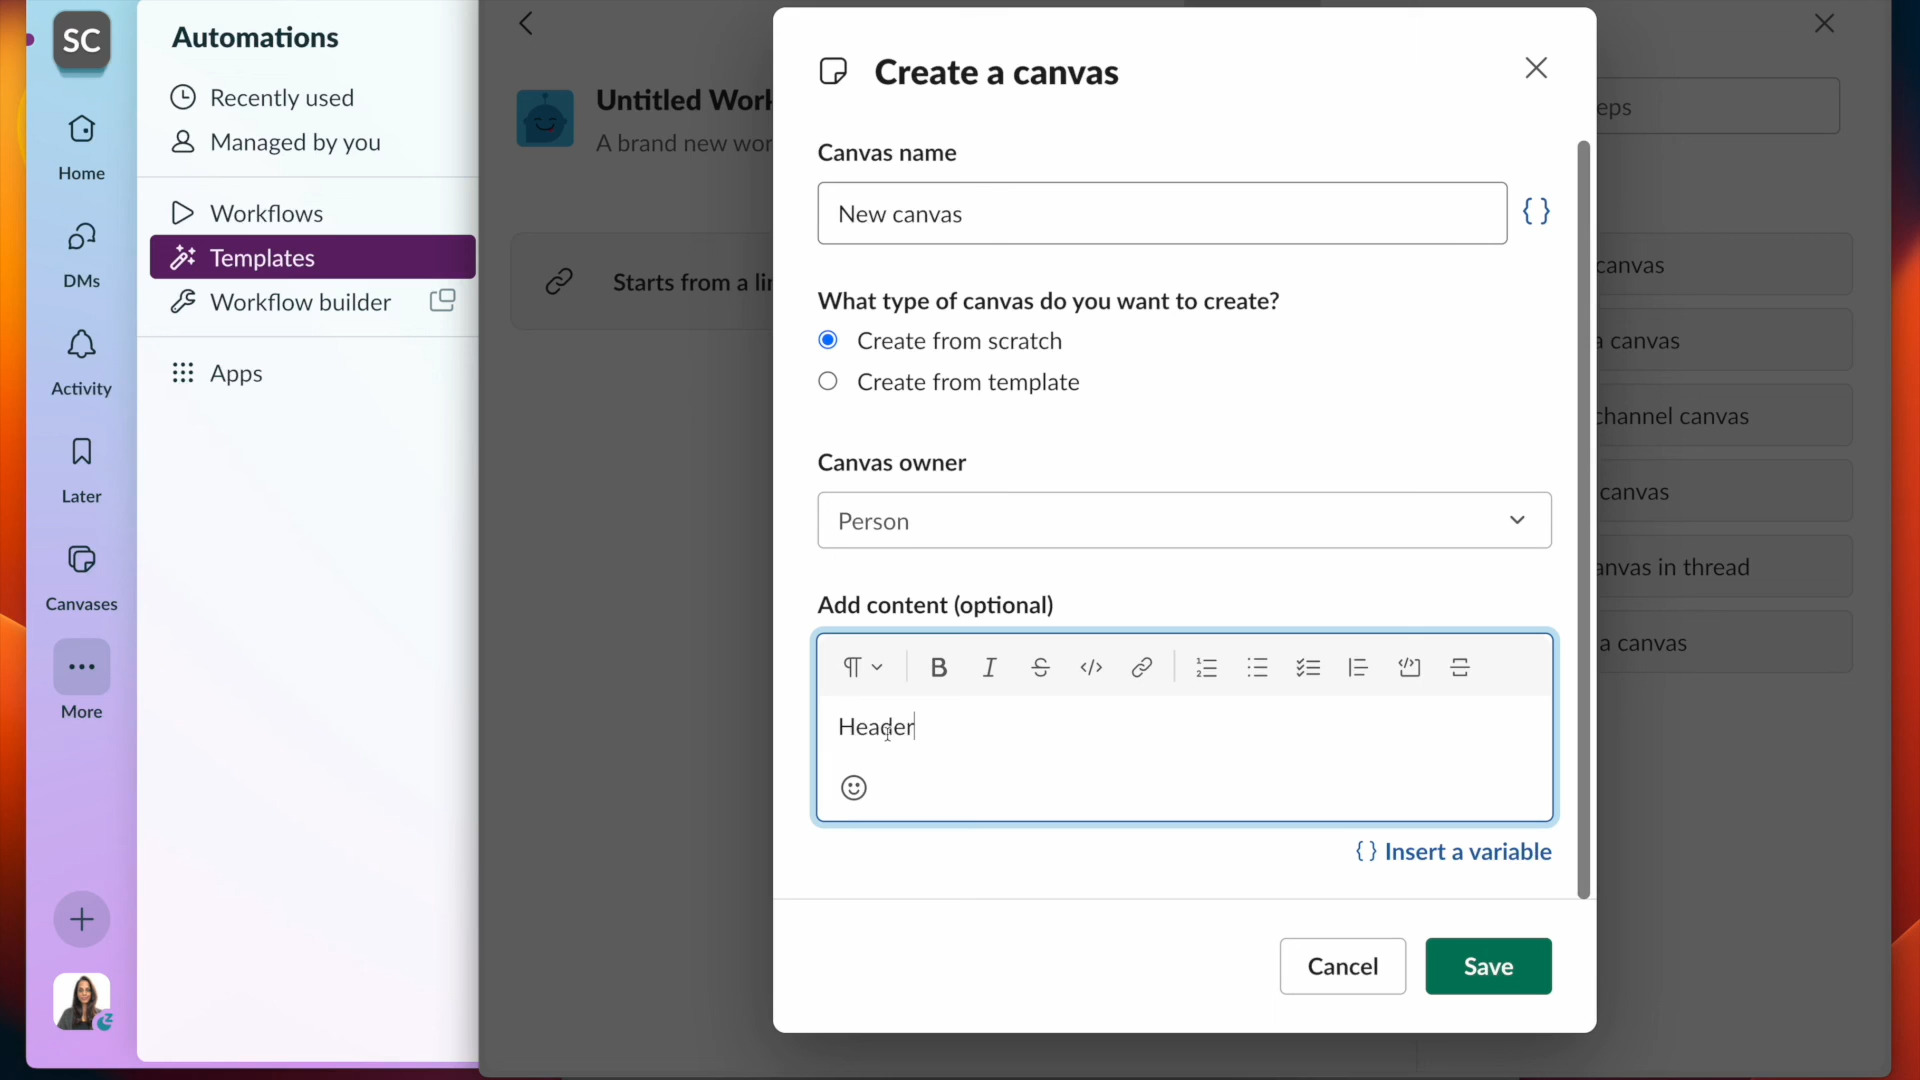 SC
Home
DMs
Activity
Later
Canvases
More
Automations
Recently used
Managed by you
Workflows
Templates
Workflow builder
Apps
Untitled Work
A brand new wor
Starts from a lin
Create a canvas
Canvas name
New canvas
{ }
What type of canvas do you want to create?
Create from scratch
Create from template
Canvas owner
Person
Add content (optional)
B I S </>
Header
{ } Insert a variable
Cancel
Save
eps
canvas
a canvas
channel canvas
canvas
anvas in thread
a canvas